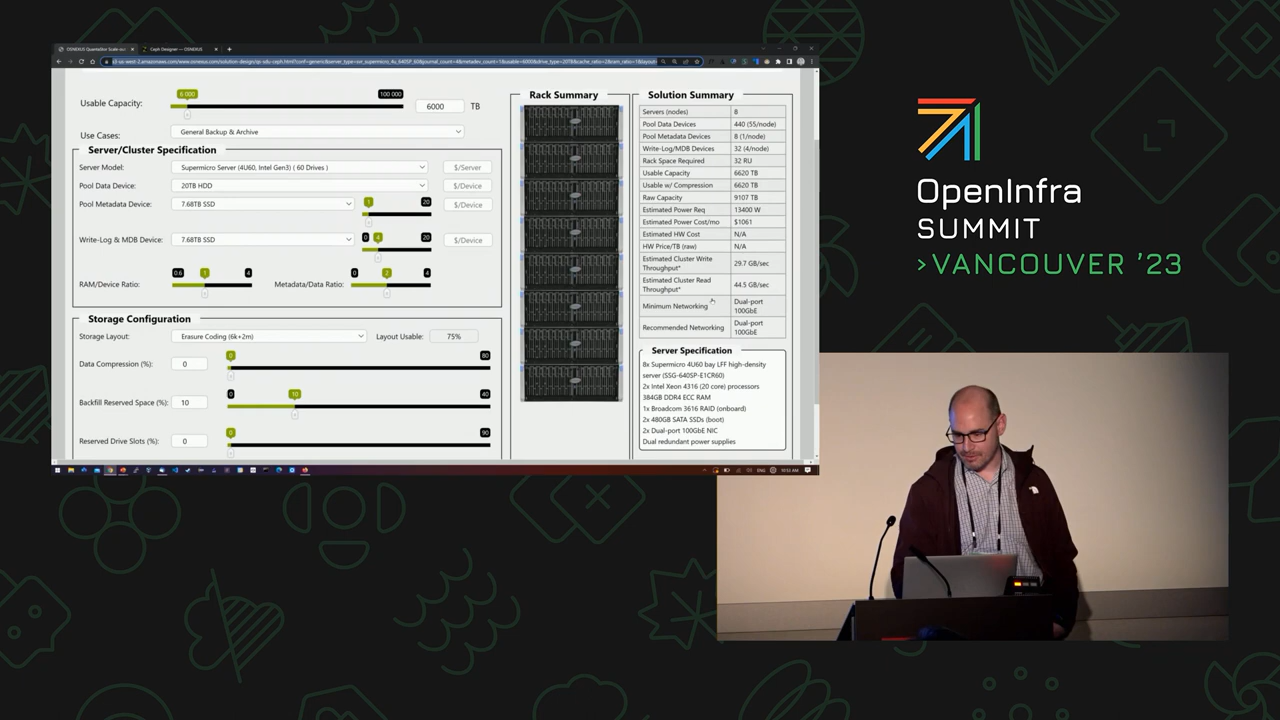 OSNEXUS QuantaStor Scale-out
Ceph Designer — OSNEXUS
6 000
100 000
Usable Capacity:
6000
TB
Use Cases:
General Backup & Archive
Server/Cluster Specification
Server Model:
Supermicro Server (4U60, Intel Gen3) ( 60 Drives )
$/Server
Pool Data Device:
20TB HDD
$/Device
Pool Metadata Device:
7.68TB SSD
1
20
$/Device
Write-Log & MDB Device:
7.68TB SSD
0
4
20
$/Device
RAM/Device Ratio:
0.6
1
4
Metadata/Data Ratio:
0
2
4
Storage Configuration
Storage Layout:
Erasure Coding (6k+2m)
Layout Usable:
75%
Data Compression (%):
0
0
80
Backfill Reserved Space (%):
10
0
10
40
Reserved Drive Slots (%):
0
0
90
Rack Summary
Solution Summary
Servers (nodes) 8
Pool Data Devices 440 (55/node)
Pool Metadata Devices 8 (1/node)
Write-Log/MDB Devices 32 (4/node)
Rack Space Required 32 RU
Usable Capacity 6620 TB
Usable w/ Compression 6620 TB
Raw Capacity 9107 TB
Estimated Power Req 13400 W
Estimated Power Cost/mo $1061
Estimated HW Cost N/A
HW Price/TB (raw) N/A
Estimated Cluster Write
Throughput* 29.7 GB/sec
Estimated Cluster Read
Throughput* 44.5 GB/sec
Minimum Networking Dual-port
100GbE
Recommended Networking Dual-port
100GbE
Server Specification
8x Supermicro 4U60 bay LFF high-density
server (SSG-640SP-E1CR60)
2x Intel Xeon 4316 (20 core) processors
384GB DDR4 ECC RAM
1x Broadcom 3616 RAID (onboard)
2x 480GB SATA SSDs (boot)
2x Dual-port 100GbE NIC
Dual redundant power supplies
ENG
10:52 AM
OpenInfra
SUMMIT
>VANCOUVER '23